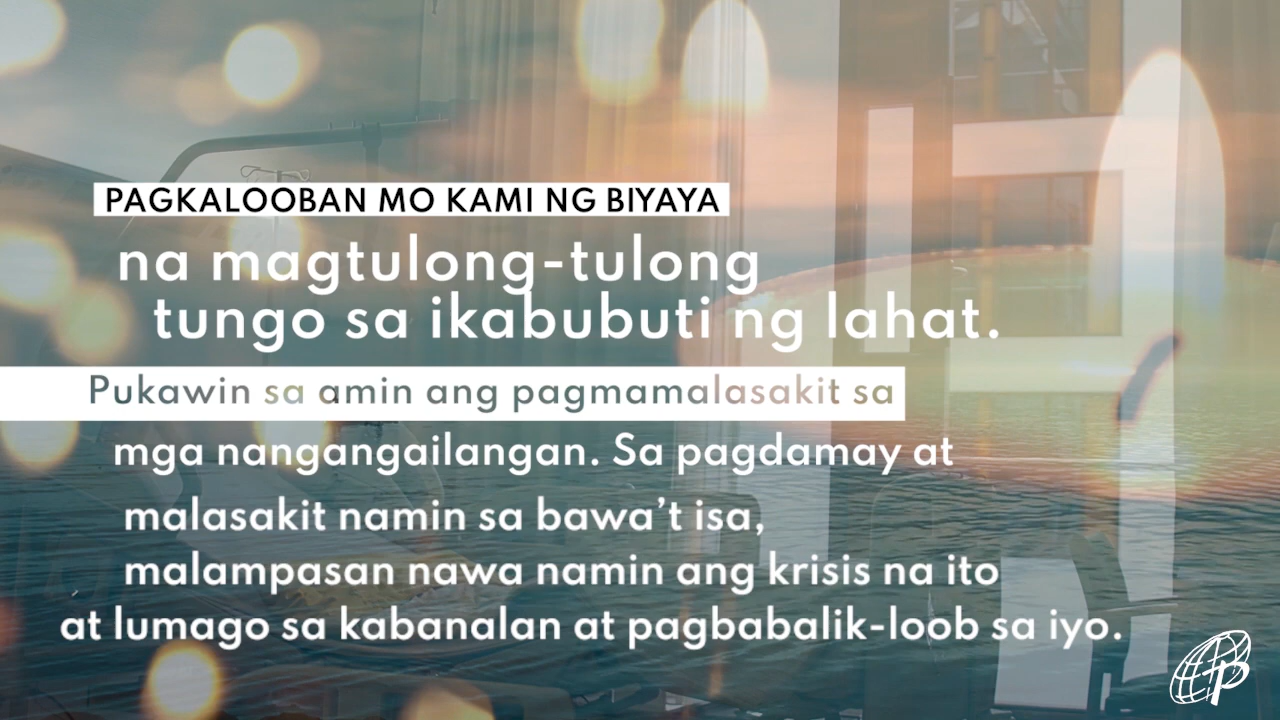 PAGKALOOBAN MO KAMI NG BIYAYA
na magtulong-tulong
tungo sa ikabubuti ng lahat.
Pukawin sa amin ang pagmamalasakit sa
mga nangangailangan. Sa pagdamay at
malasakit namin sa bawa’t isa,
malampasan nawa namin ang krisis na ito
at lumago sa kabanalan at pagbabalik-loob sa iyo.